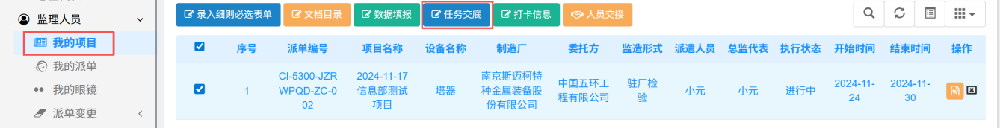 监理人员
我的项目
我的派单
我的眼镜
派单变更
录入细则必选表单 文档目录 数据填报 任务交底 打卡信息 人员交接
序号 派单编号 项目名称 设备名称 制造厂 委托方 监造形式 派遣人员 总监代表 执行状态 开始时间 结束时间 操作
1
CI-5300-JZR
WPQD-ZC-0
02
2024-11-17
信息部测试
项目
塔器
南京斯迈柯特
种金属装备股
份有限公司
中国五环工
程有限公司
驻厂检
验
小元
小元
进行中
2024-11-
24
2024-11-
30